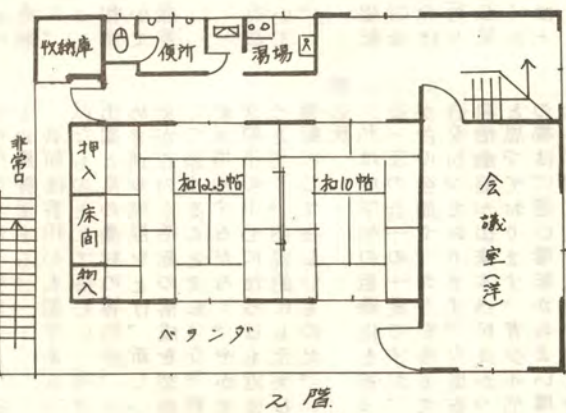 収納庫
便所
湯場
非常口
押入
床間
物入
和12.5帖
和10帖
会議室(洋)
ベランダ
2階